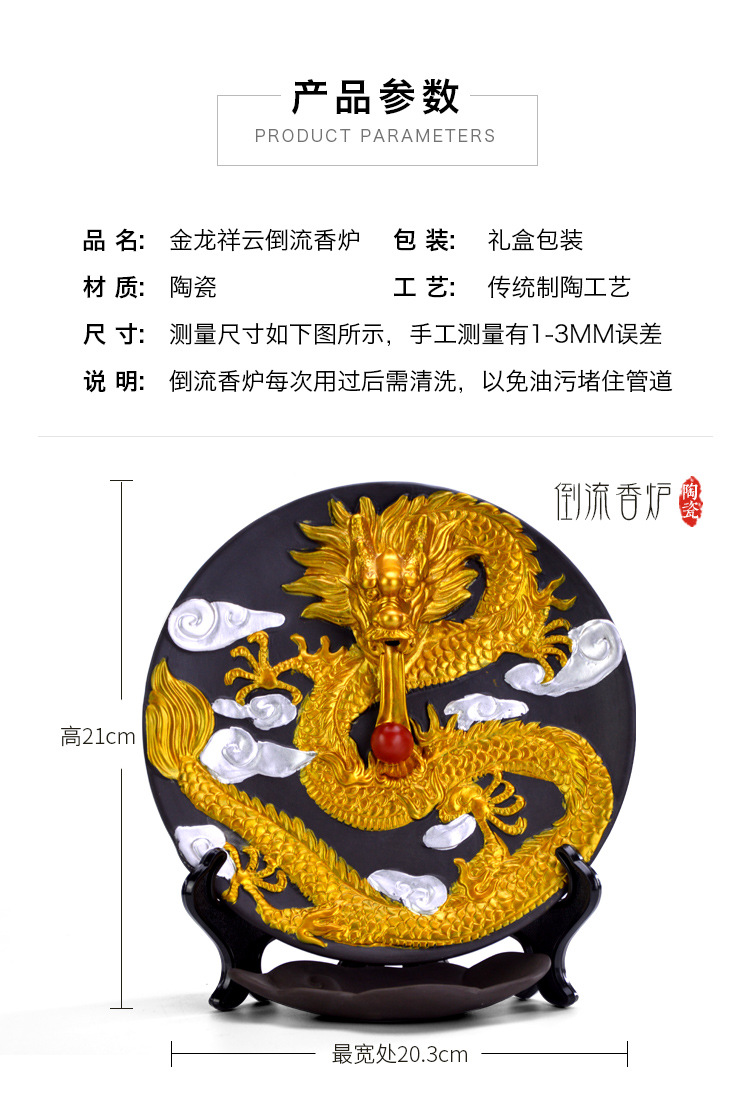 产品参数
PRODUCT PARAMETERS
品 名: 金龙祥云倒流香炉 包 装: 礼盒包装
材 质: 陶瓷 工 艺: 传统制陶工艺
尺 寸: 测量尺寸如下图所示, 手工测量有1-3MM误差
说 明: 倒流香炉每次用过后需清洗, 以免油污堵住管道
倒流香炉 陶瓷
高21cm
最宽处20.3cm